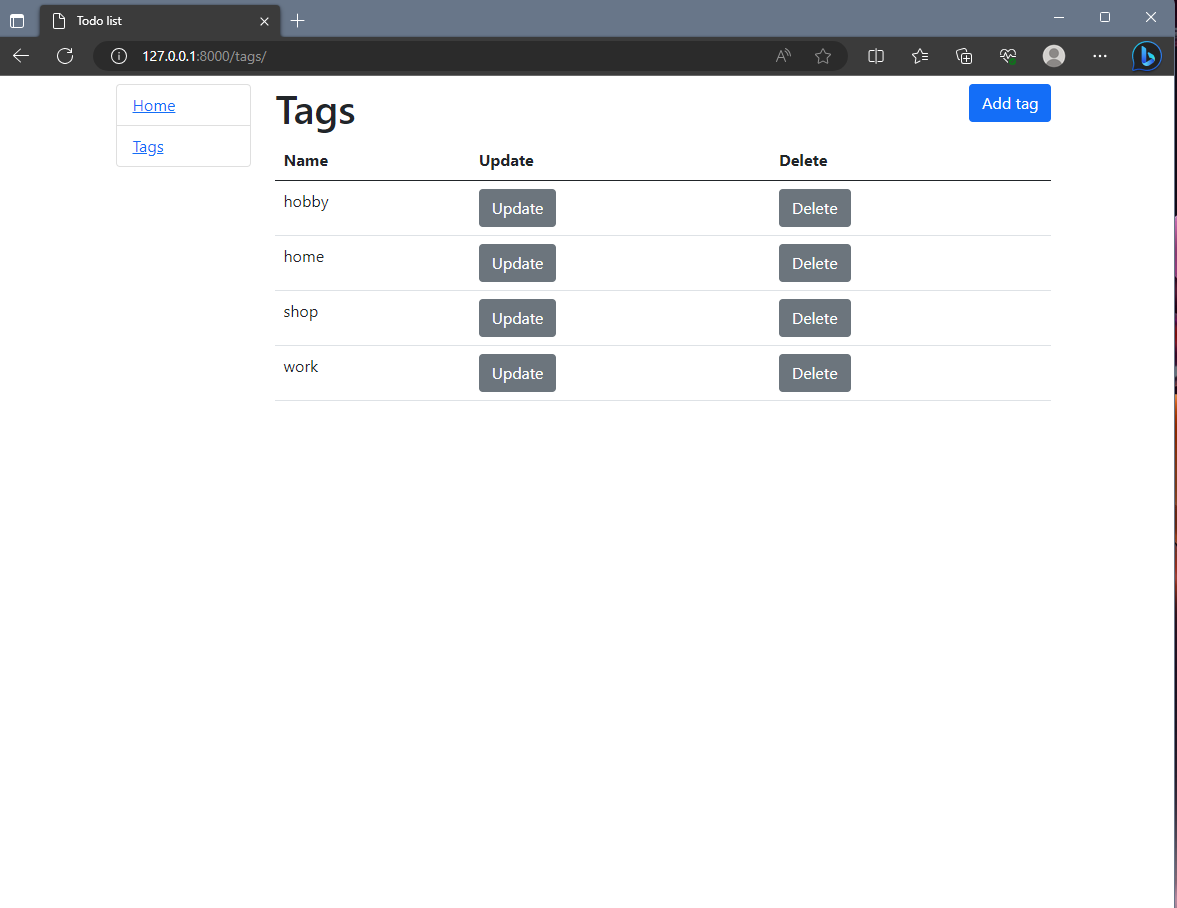 Todo list
127.0.0.1:8000/tags/
Home
Tags
Tags
Add tag
Name Update Delete
hobby Update Delete
home Update Delete
shop Update Delete
work Update Delete